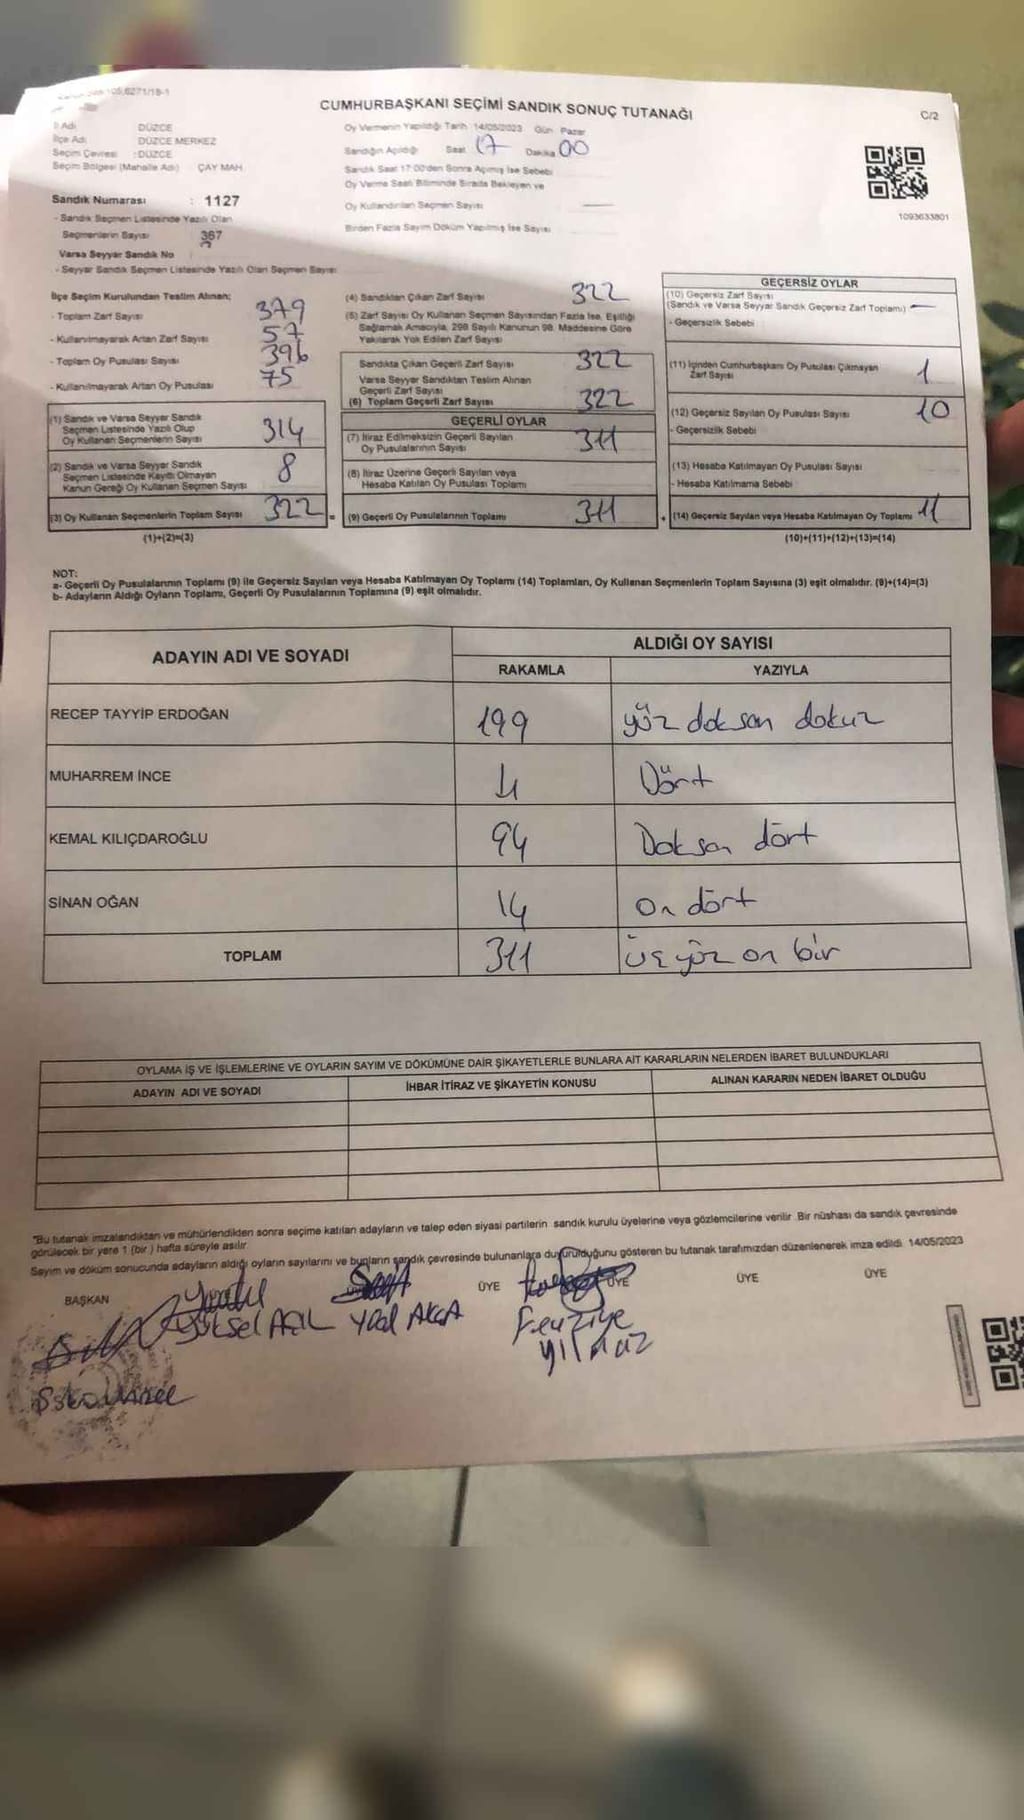 C/2
CUMHURBAŞKANI SEÇİMİ SANDIK SONUÇ TUTANAĞI
İl Adı DÜZCE
İlçe Adı DÜZCE MERKEZ
Seçim Çevresi : DÜZCE
Seçim Bölgesi (Mahalle Adı) ÇAY MAH.
Oy Vermenin Yapıldığı Tarih 14/05/2023 Gün Pazar
Sandığın Açıldığı Saat 17 Dakika 00
Sandık Saat 17:00'den Sonra Açılmış İse Sebebi
Oy Verme Saati Bitiminde Sırada Bekleyen ve
Oy Kullandırılan Seçmen Sayısı
Birden Fazla Sayım Döküm Yapılmış İse Sayısı
1093633801
Sandık Numarası : 1127
- Sandık Seçmen Listesinde Yazılı Olan
Seçmenlerin Sayısı 367
Varsa Seyyar Sandık No
- Seyyar Sandık Seçmen Listesinde Yazılı Olan Seçmen Sayısı
İlçe Seçim Kurulundan Teslim Alınan;
- Toplam Zarf Sayısı 379
- Kullanılmayarak Artan Zarf Sayısı 57
- Toplam Oy Pusulası Sayısı 396
- Kullanılmayarak Artan Oy Pusulası 75
(1) Sandık ve Varsa Seyyar Sandık
Seçmen Listesinde Yazılı Olup
Oy Kullanan Seçmenlerin Sayısı 314
(2) Sandık ve Varsa Seyyar Sandık
Seçmen Listesinde Kayıtlı Olmayan
Kanun Gereği Oy Kullanan Seçmen Sayısı 8
(3) Oy Kullanan Seçmenlerin Toplam Sayısı 322
(1)+(2)=(3)
(4) Sandıktan Çıkan Zarf Sayısı 322
(5) Zarf Sayısı Oy Kullanan Seçmen Sayısından Fazla İse, Eşitliği
Sağlamak Amacıyla, 298 Sayılı Kanunun 98. Maddesine Göre
Yakılarak Yok Edilen Zarf Sayısı
Sandıkta Çıkan Geçerli Zarf Sayısı 322
Varsa Seyyar Sandıktan Teslim Alınan
Geçerli Zarf Sayısı
(6) Toplam Geçerli Zarf Sayısı 322
GEÇERLİ OYLAR
(7) İtiraz Edilmeksizin Geçerli Sayılan
Oy Pusulalarının Sayısı 311
(8) İtiraz Üzerine Geçerli Sayılan veya
Hesaba Katılan Oy Pusulası Toplamı
= (9) Geçerli Oy Pusulalarının Toplamı 311
GEÇERSİZ OYLAR
(10) Geçersiz Zarf Sayısı
(Sandık ve Varsa Seyyar Sandık Geçersiz Zarf Toplamı)
- Geçersizlik Sebebi
(11) İçinden Cumhurbaşkanı Oy Pusulası Çıkmayan
Zarf Sayısı 1
(12) Geçersiz Sayılan Oy Pusulası Sayısı 10
- Geçersizlik Sebebi
(13) Hesaba Katılmayan Oy Pusulası Sayısı
- Hesaba Katılmama Sebebi
+ (14) Geçersiz Sayılan veya Hesaba Katılmayan Oy Toplamı 11
(10)+(11)+(12)+(13)=(14)
NOT:
a- Geçerli Oy Pusulalarının Toplamı (9) ile Geçersiz Sayılan veya Hesaba Katılmayan Oy Toplamı (14) Toplamları, Oy Kullanan Seçmenlerin Toplam Sayısına (3) eşit olmalıdır. (9)+(14)=(3)
b- Adayların Aldığı Oyların Toplamı, Geçerli Oy Pusulalarının Toplamına (9) eşit olmalıdır.
ADAYIN ADI VE SOYADI ALDIĞI OY SAYISI
RAKAMLA YAZIYLA
RECEP TAYYİP ERDOĞAN 199 yüz doksan dokuz
MUHARREM İNCE 4 Dört
KEMAL KILIÇDAROĞLU 94 Doksan dört
SİNAN OĞAN 14 on dört
TOPLAM 311 üç yüz on bir
OYLAMA İŞ VE İŞLEMLERİNE VE OYLARIN SAYIM VE DÖKÜMÜNE DAİR ŞİKAYETLERLE BUNLARA AİT KARARLARIN NELERDEN İBARET BULUNDUKLARI
ADAYIN ADI VE SOYADI İHBAR İTİRAZ VE ŞİKAYETİN KONUSU ALINAN KARARIN NEDEN İBARET OLDUĞU
"Bu tutanak imzalandıktan ve mühürlendikten sonra seçime katılan adayların ve talep eden siyasi partilerin sandık kurulu üyelerine veya gözlemcilerine verilir. Bir nüshası da sandık çevresinde
görülecek bir yere 1 (bir) hafta süreyle asılır.
Sayım ve döküm sonucunda adayların aldığı oyların sayılarını ve bunların sandık çevresinde bulunanlara duyurulduğunu gösteren bu tutanak tarafımızdan düzenlenerek imza edildi. 14/05/2023
BAŞKAN ÜYE ÜYE ÜYE ÜYE
Feuziye
yılmaz